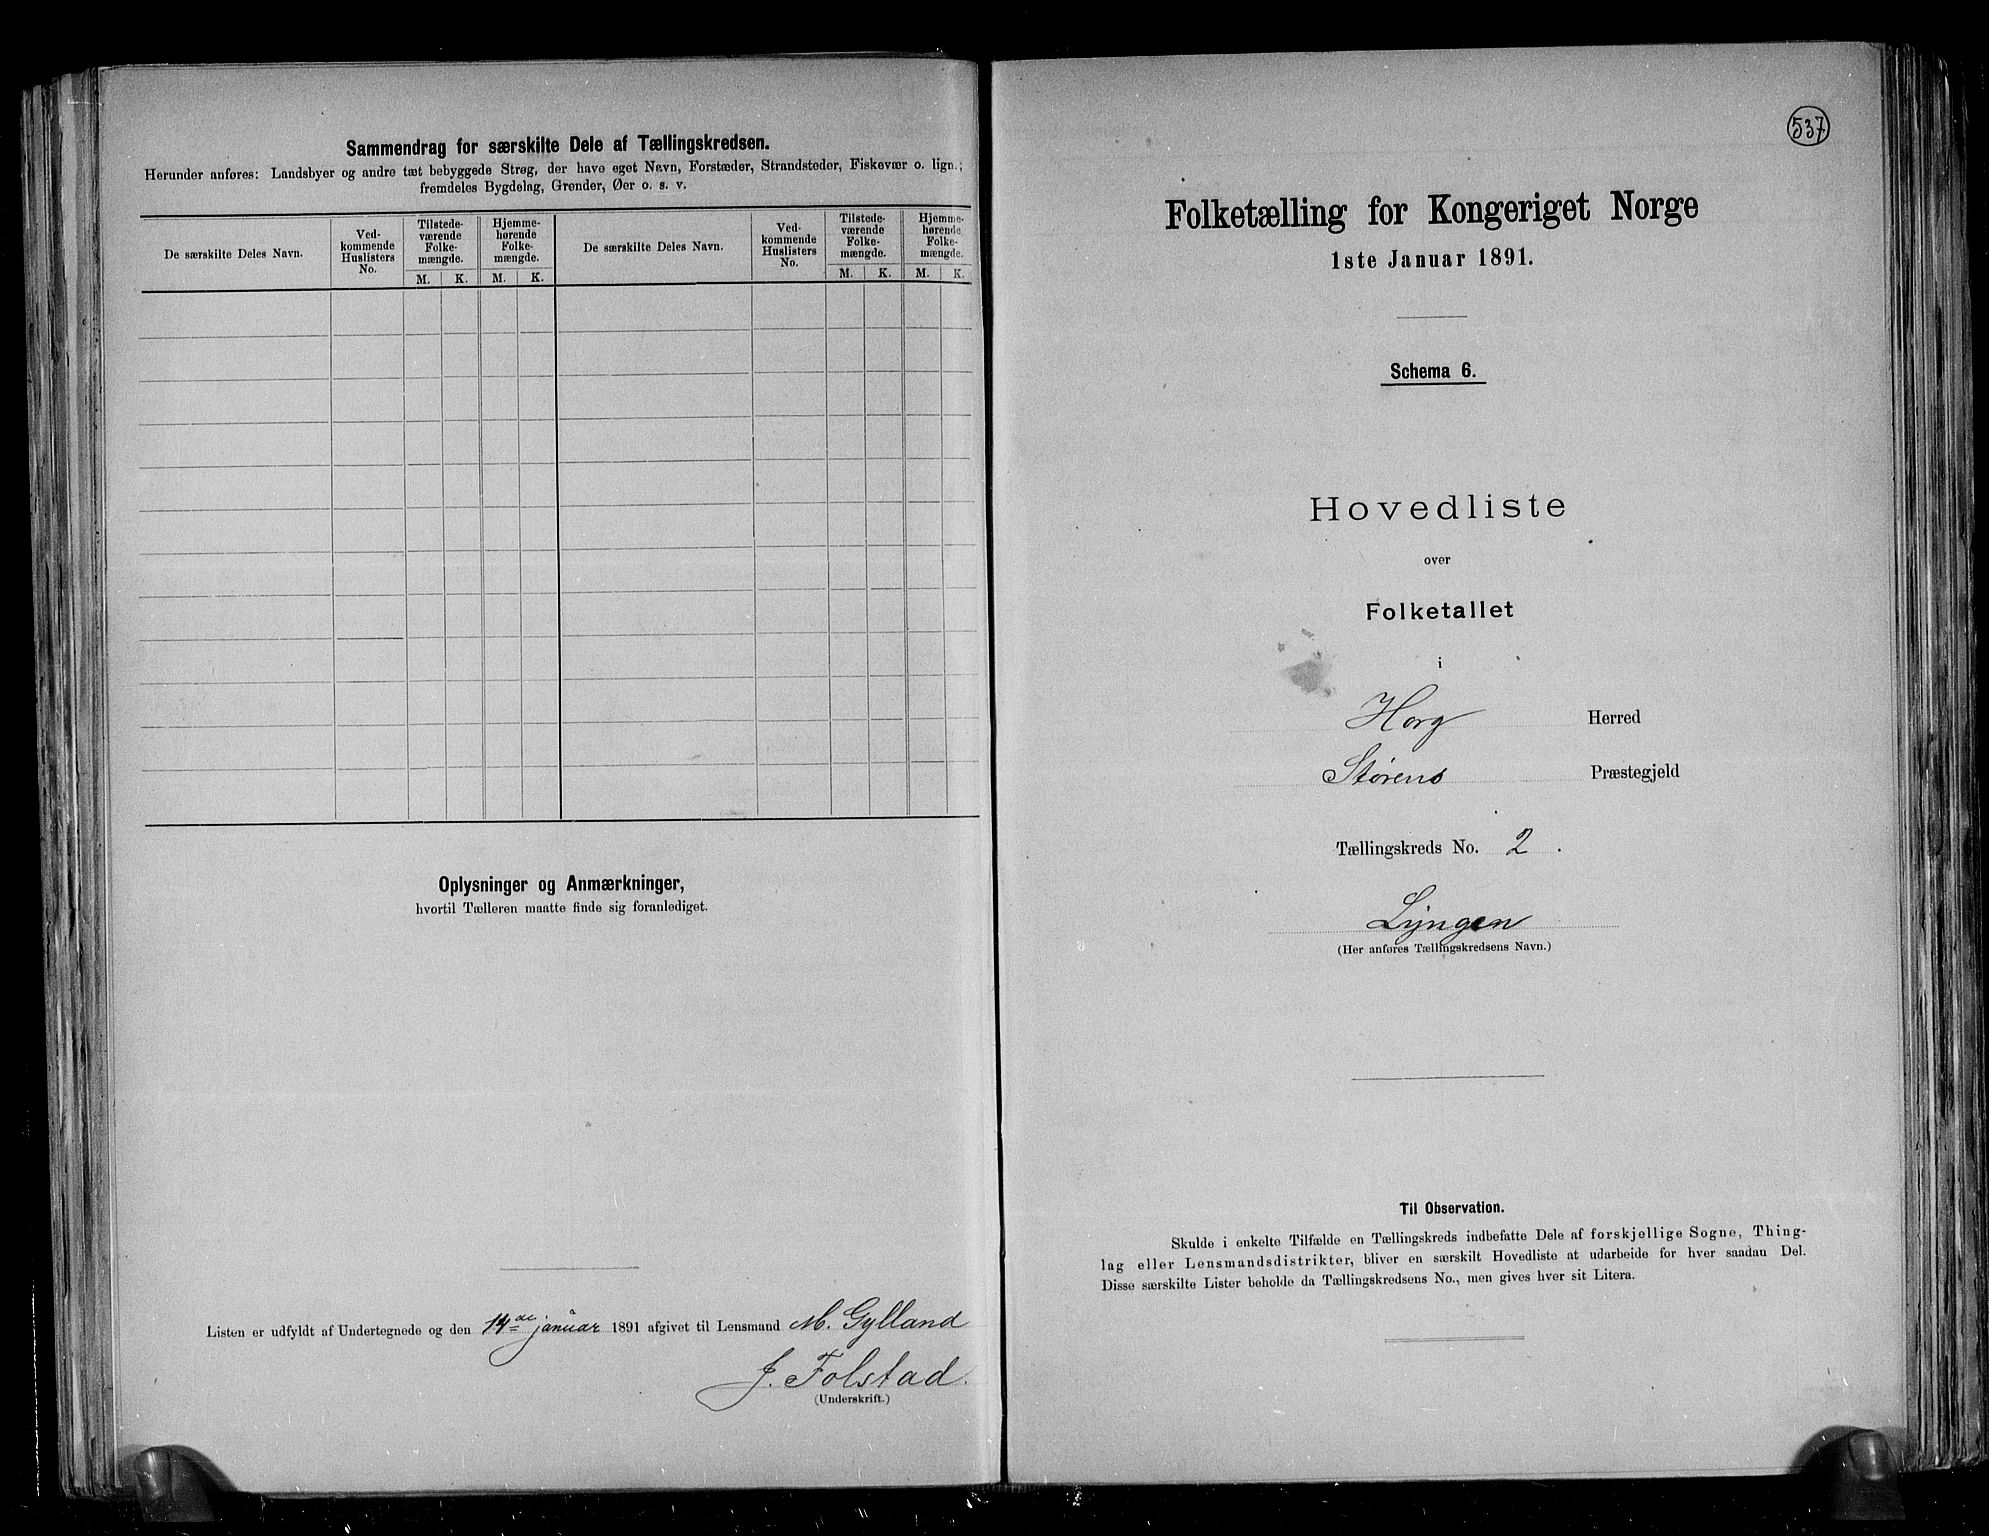 Sammendrag for særskilte Dele af Tællingskredsen.
Herunder anføres: Landsbyer og andre tæt bebyggede Strøg, der have eget Navn, Forstæder, Strandsteder, Fiskevær o. lign.;
fremdeles Bygdelag, Grender, Øer o. s. v.
De særskilte Deles Navn.
Ved-
kommende
Huslisters
No.
Tilstede-
værende
Folke-
mængde.
Hjemme-
hørende
Folke-
mængde.
M. K. M. K.
De særskilte Deles Navn.
Ved-
kommende
Huslisters
No.
Tilstede-
værende
Folke-
mængde.
Hjemme-
hørende
Folke-
mængde.
M. K. M. K.
Oplysninger og Anmærkninger,
hvortil Tælleren maatte finde sig foranlediget.
Listen er udfyldt af Undertegnede og den 14de januar 1891 afgivet til Lensmand M. Gylland
J. Folstad.
(Underskrift.)
537
Folketælling for Kongeriget Norge
1ste Januar 1891.
Schema 6.
Hovedliste
over
Folketallet
i
Horg Herred
Størens Præstegjeld
Tællingskreds No. 2.
Lyngen
(Her anføres Tællingskredsens Navn.)
Til Observation.
Skulde i enkelte Tilfælde en Tællingskreds indbefatte Dele af forskjellige Sogne, Thing-
lag eller Lensmandsdistrikter, bliver en særskilt Hovedliste at udarbeide for hver saadan Del.
Disse særskilte Lister beholde da Tællingskredsens No., men gives hver sit Litera.